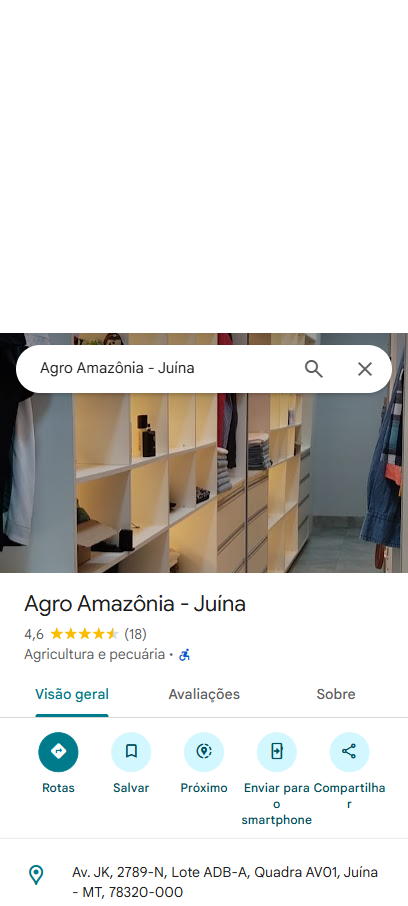 Agro Amazônia - Juína
Agro Amazônia - Juína
4,6 (18)
Agricultura e pecuária ·
Visão geral Avaliações Sobre
Rotas Salvar Próximo Enviar para Compartilha
o r
smartphone
Av. JK, 2789-N, Lote ADB-A, Quadra AV01, Juína
- MT, 78320-000